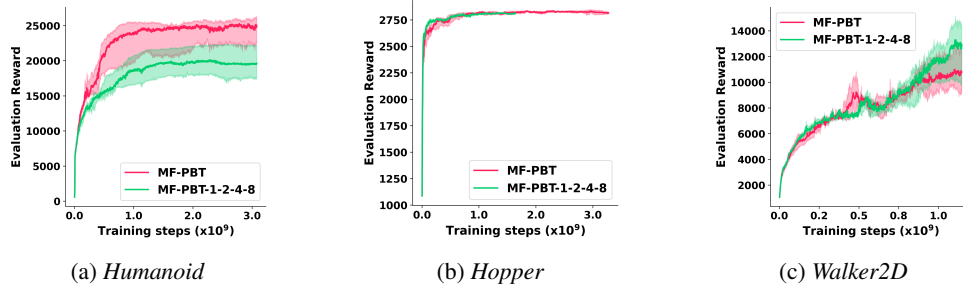 Evaluation Reward
25000
20000
15000
10000
5000
0
MF-PBT
MF-PBT-1-2-4-8
0.0 1.0 2.0 3.0
Training steps (x10⁹)
(a) Humanoid
Evaluation Reward
2750
2500
2250
2000
1750
1500
1250
1000
MF-PBT
MF-PBT-1-2-4-8
0.0 1.0 2.0 3.0
Training steps (x10⁹)
(b) Hopper
Evaluation Reward
14000
12000
10000
8000
6000
4000
2000
MF-PBT
MF-PBT-1-2-4-8
0.0 0.2 0.5 0.8 1.0
Training steps (x10⁹)
(c) Walker2D